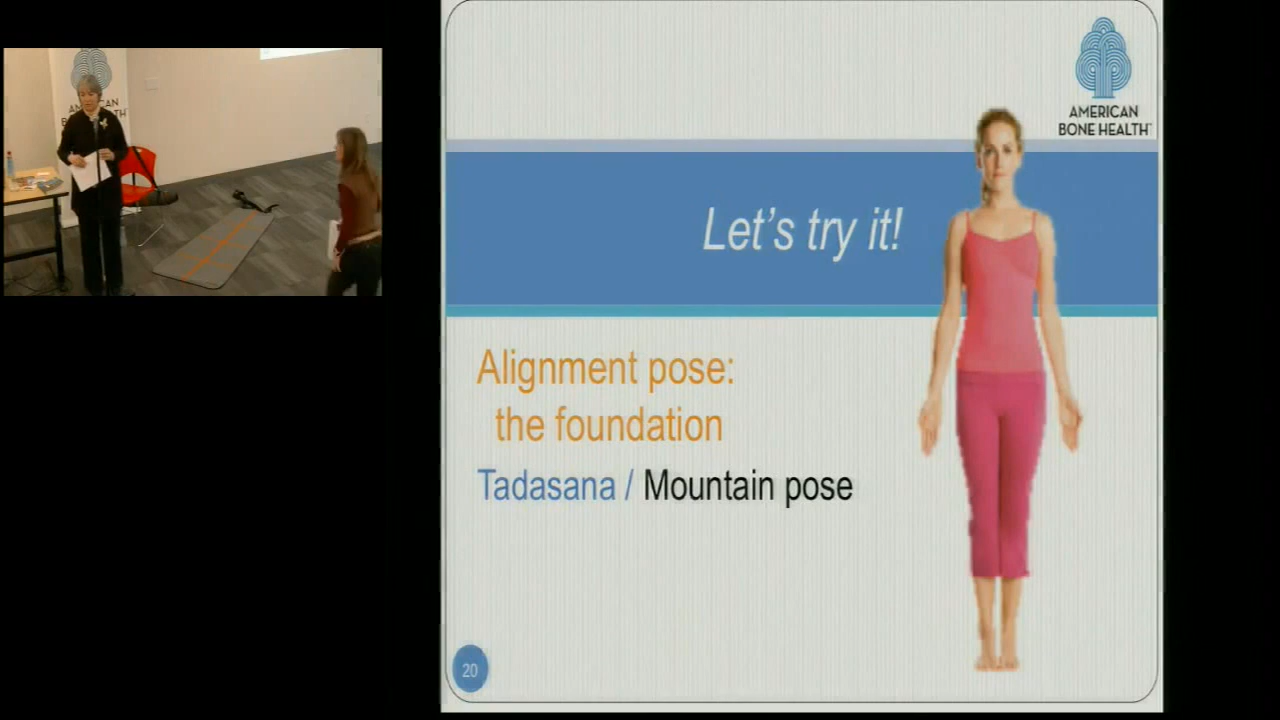 AMERICAN
BONE HEALTH
Let's try it!
Alignment pose:
the foundation
Tadasana / Mountain pose
20